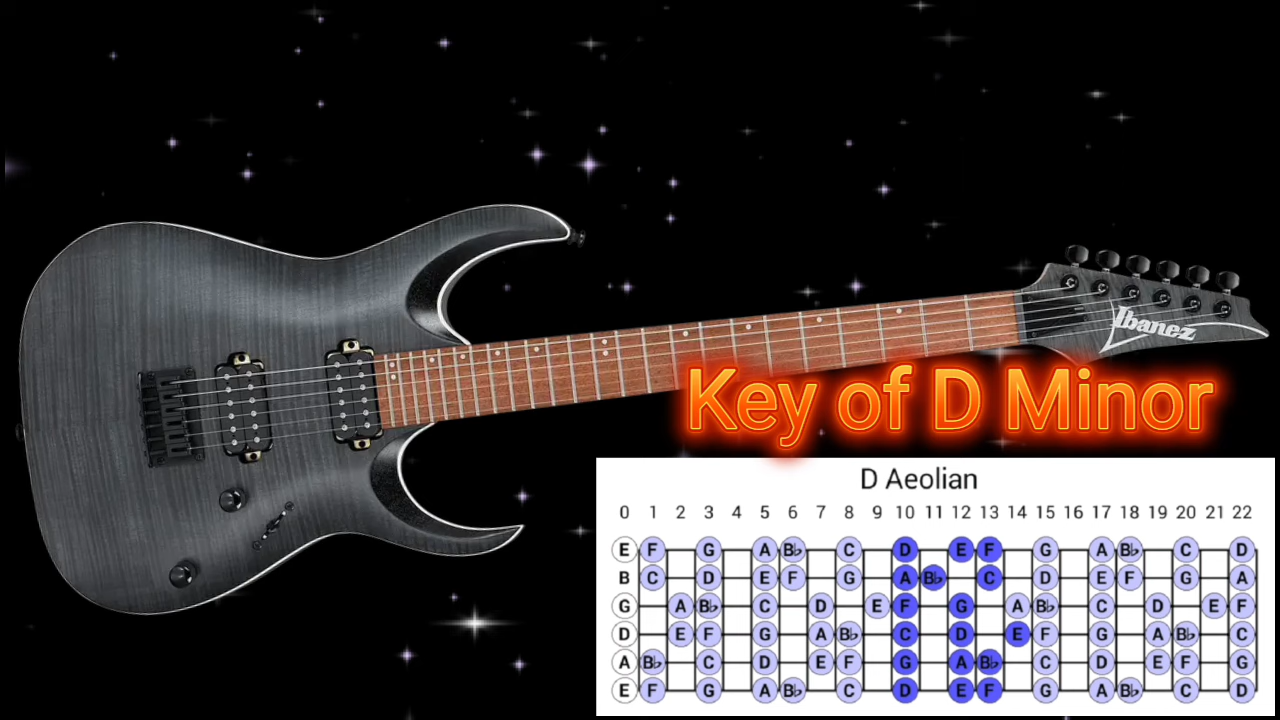 Ibanez
Key of D Minor
D Aeolian
0 1 2 3 4 5 6 7 8 9 10 11 12 13 14 15 16 17 18 19 20 21 22
E F G A B♭ C D E F G A B♭ C D
B C D E F G A B♭ C D E F G A
G A B♭ C D E F G A B♭ C D E F
D E F G A B♭ C D E F G A B♭ C
A B♭ C D E F G A B♭ C D E F G
E F G A B♭ C D E F G A B♭ C D